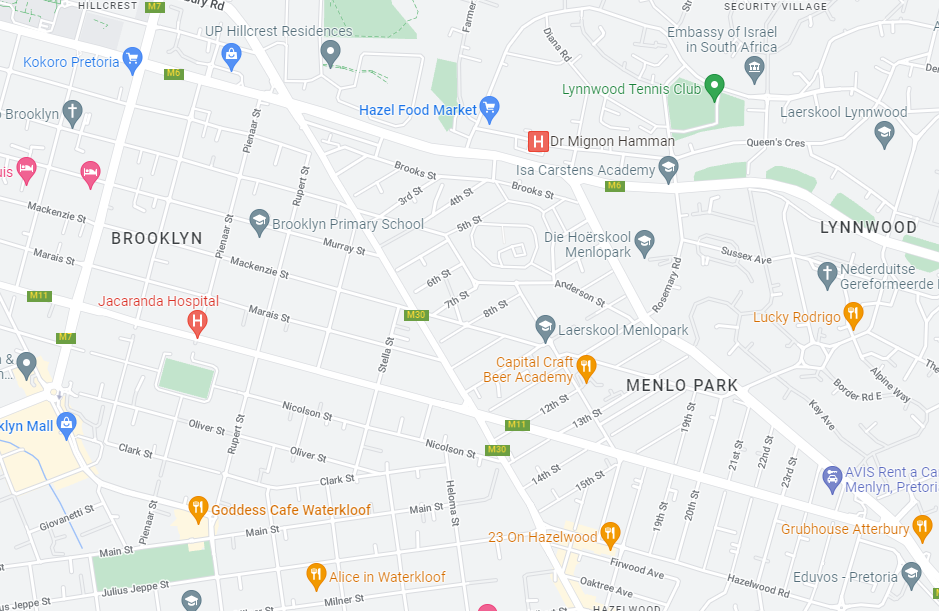 HILLCREST
M7
bury Rd
SECURITY VILLAGE
UP Hillcrest Residences
Farmer
Diana Rd
Embassy of Israel
in South Africa
Kokoro Pretoria
M6
Hazel Food Market
Lynnwood Tennis Club
Brooklyn
Pienaar St
Dr Mignon Hamman
Laerskool Lynnwood
Queen's Cres
uis
Brooks St
Isa Carstens Academy
M6
Rupert St
3rd St
4th St
Brooks St
Mackenzie St
Brooklyn Primary School
5th St
LYNNWOOD
BROOKLYN
Pienaar St
Murray St
Die Hoërskool
Menlopark
Sussex Ave
Marais St
Mackenzie St
6th St
Nederduitse
Gereformeerde
Rosemary Rd
M11
Jacaranda Hospital
Marais St
7th St
8th St
Anderson St
M30
Lucky Rodrigo
Laerskool Menlopark
M7
Stella St
Capital Craft
Beer Academy
MENLO PARK
Alpine Way
Border Rd E
12th St
13th St
19th St
Kay Ave
klyn Mall
Nicolson St
M11
Oliver St
Rupert St
Nicolson St
M30
21st St
22nd St
23rd St
Clark St
Oliver St
14th St
15th St
AVIS Rent a Ca
Menlyn, Pretori
Clark St
Heloma St
Goddess Cafe Waterkloof
Main St
Giovanetti St
Pienaar St
Main St
19th St
20th St
23 On Hazelwood
Grubhouse Atterbury
Main St
Firwood Ave
Alice in Waterkloof
Hazelwood Rd
Eduvos - Pretoria
Julius Jeppe St
Oaktree Ave
Milner St
HAZELWOOD